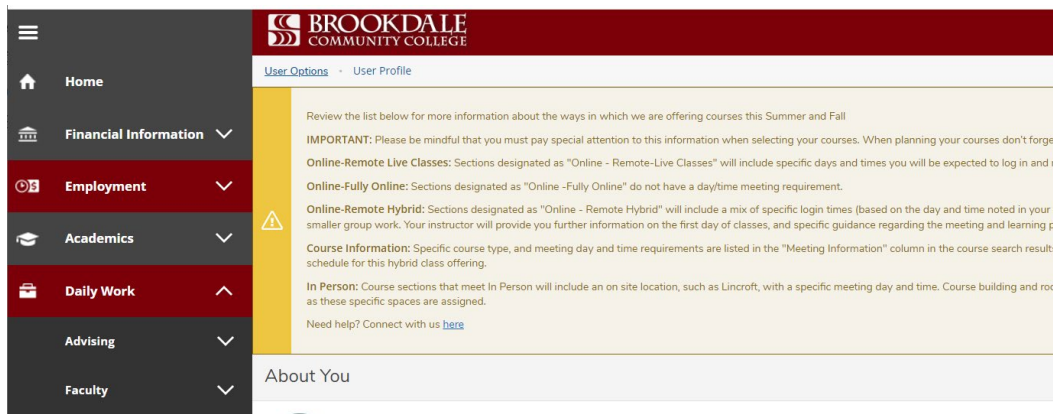 BROOKDALE
COMMUNITY COLLEGE
Home
Financial Information
Employment
Academics
Daily Work
Advising
Faculty
User Options · User Profile
Review the list below for more information about the ways in which we are offering courses this Summer and Fall
IMPORTANT: Please be mindful that you must pay special attention to this information when selecting your courses. When planning your courses don't forge
Online-Remote Live Classes: Sections designated as "Online - Remote-Live Classes" will include specific days and times you will be expected to log in and
Online-Fully Online: Sections designated as "Online -Fully Online" do not have a day/time meeting requirement.
Online-Remote Hybrid: Sections designated as "Online - Remote Hybrid" will include a mix of specific login times (based on the day and time noted in your
smaller group work. Your instructor will provide you further information on the first day of classes, and specific guidance regarding the meeting and learning p
Course Information: Specific course type, and meeting day and time requirements are listed in the "Meeting Information" column in the course search results
schedule for this hybrid class offering.
In Person: Course sections that meet In Person will include an on site location, such as Lincroft, with a specific meeting day and time. Course building and roo
as these specific spaces are assigned.
Need help? Connect with us here
About You